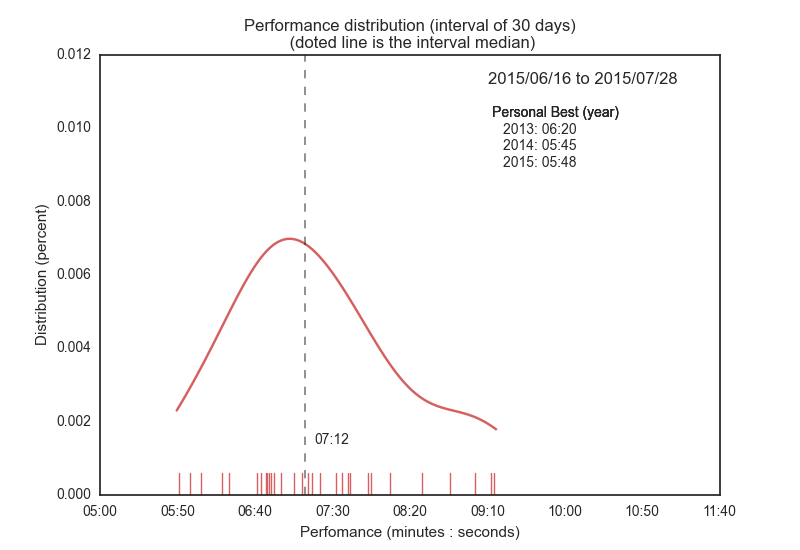 Performance distribution (interval of 30 days)
(doted line is the interval median)
2015/06/16 to 2015/07/28
Personal Best (year)
2013: 06:20
2014: 05:45
2015: 05:48
Distribution (percent)
0.012
0.010
0.008
0.006
0.004
0.002
0.000
07:12
05:00 05:50 06:40 07:30 08:20 09:10 10:00 10:50 11:40
Perfomance (minutes : seconds)